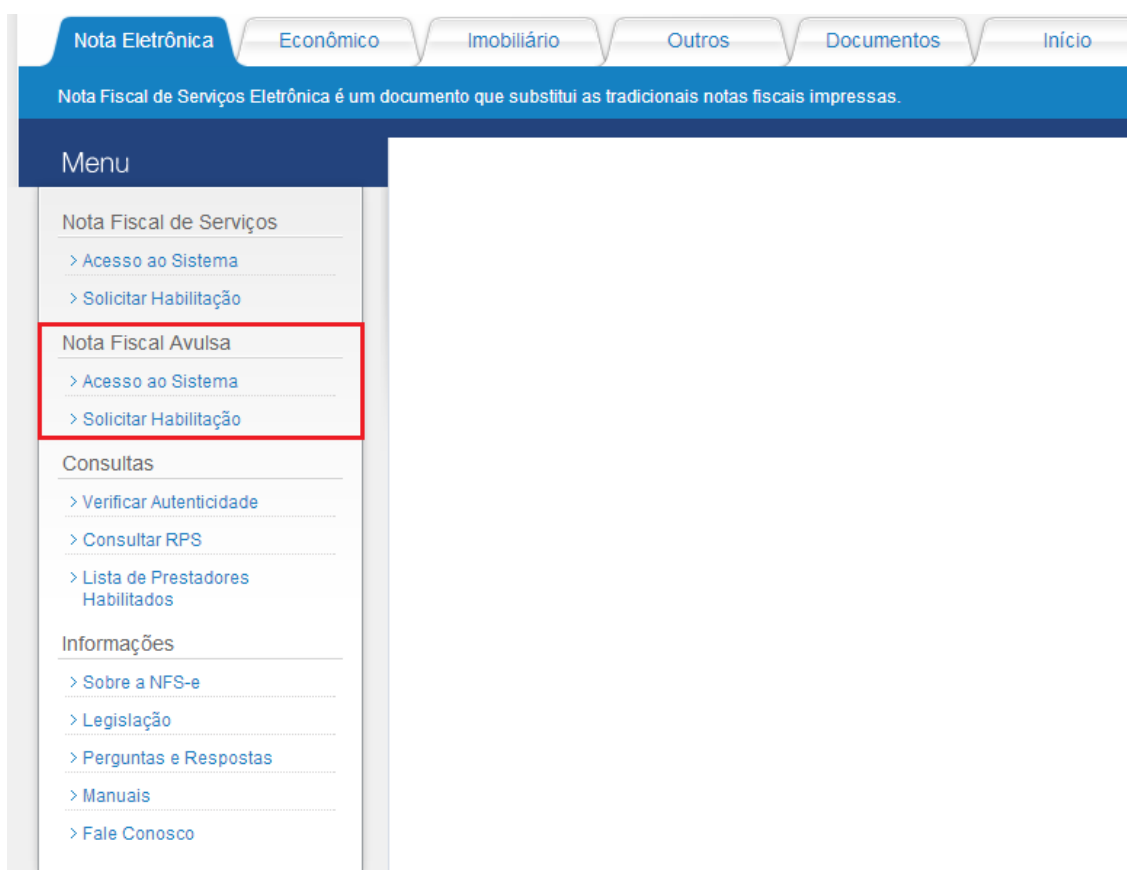 Nota Eletrônica
Econômico
Imobiliário
Outros
Documentos
Início
Nota Fiscal de Serviços Eletrônica é um documento que substitui as tradicionais notas fiscais impressas.
Menu
Nota Fiscal de Serviços
> Acesso ao Sistema
> Solicitar Habilitação
Nota Fiscal Avulsa
> Acesso ao Sistema
> Solicitar Habilitação
Consultas
> Verificar Autenticidade
> Consultar RPS
> Lista de Prestadores
Habilitados
Informações
> Sobre a NFS-e
> Legislação
> Perguntas e Respostas
> Manuais
> Fale Conosco